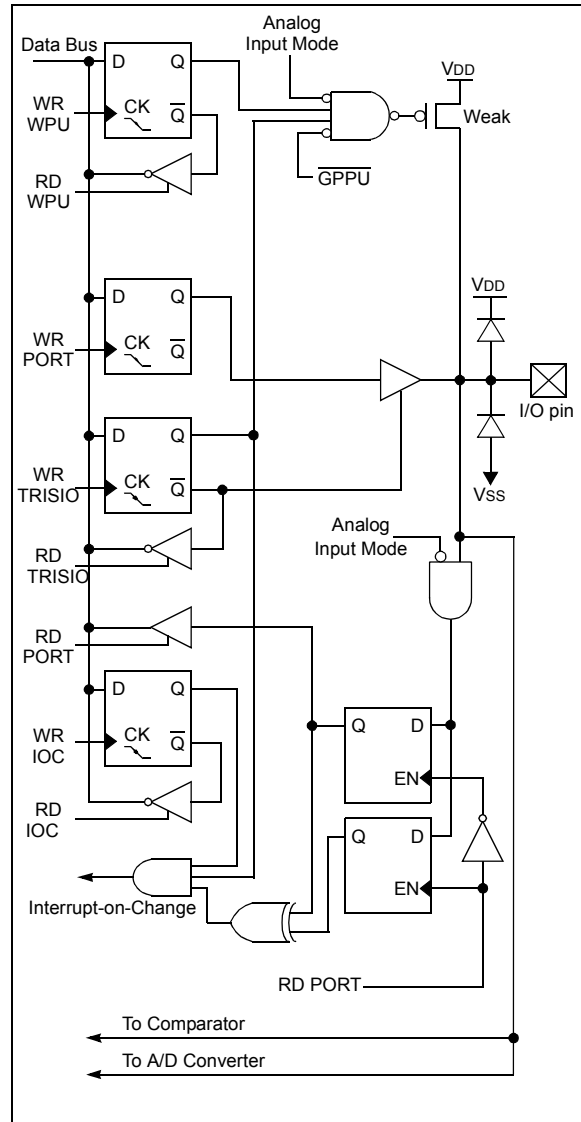 Analog
Input Mode
Data Bus
D Q
VDD
WR
WPU
CK Q̅
Weak
RD
WPU
G̅P̅P̅U̅
VDD
D Q
WR
PORT
CK Q̅
I/O pin
D Q
WR
TRISIO
CK Q̅
VSS
Analog
Input Mode
RD
TRISIO
RD
PORT
D Q
WR
IOC
CK Q̅
Q D
EN
RD
IOC
Q D
EN
Interrupt-on-Change
RD PORT
To Comparator
To A/D Converter